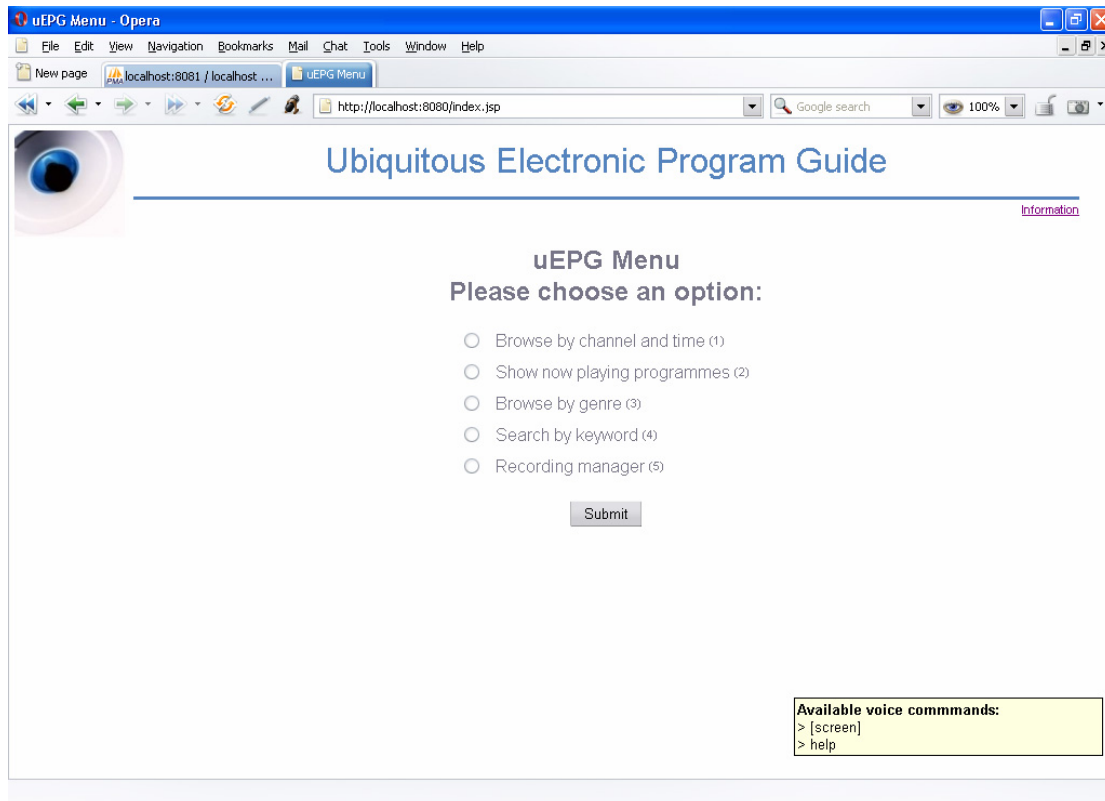 uEPG Menu - Opera
File Edit View Navigation Bookmarks Mail Chat Tools Window Help
New page PMA localhost:8081 / localhost ... uEPG Menu
http://localhost:8080/index.jsp Google search 100%
Ubiquitous Electronic Program Guide
Information
uEPG Menu
Please choose an option:
Browse by channel and time (1)
Show now playing programmes (2)
Browse by genre (3)
Search by keyword (4)
Recording manager (5)
Submit
Available voice commmands:
> [screen]
> help